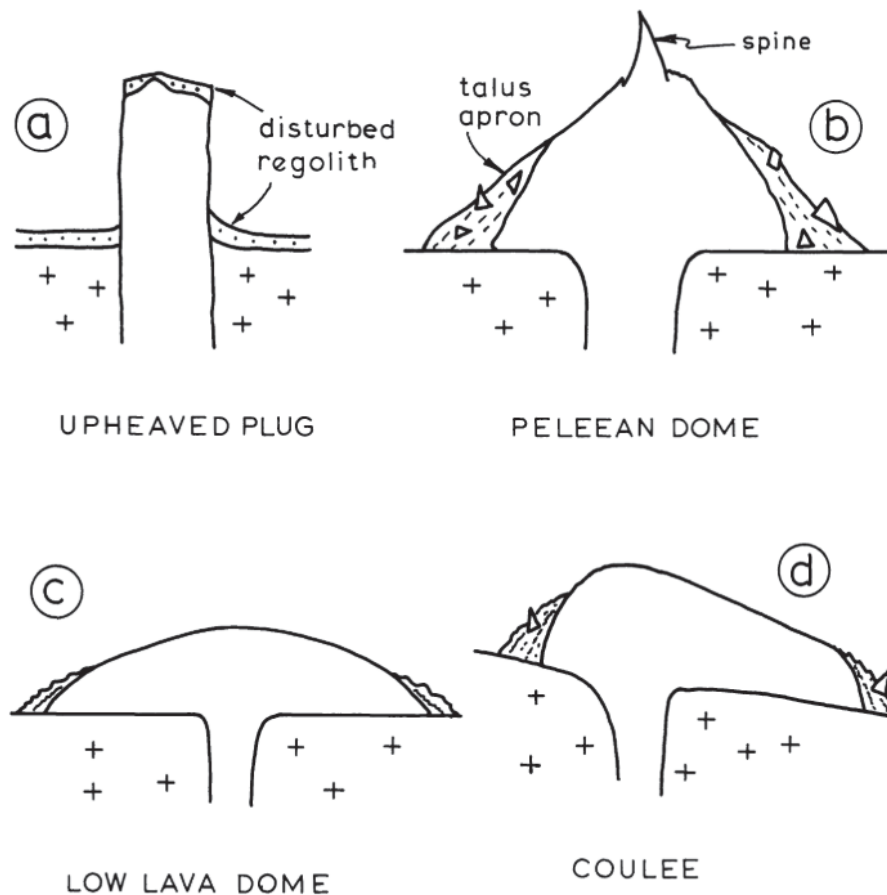 a
disturbed
regolith
UPHEAVED PLUG
spine
talus
apron
b
PELEEAN DOME
c
LOW LAVA DOME
d
COULEE